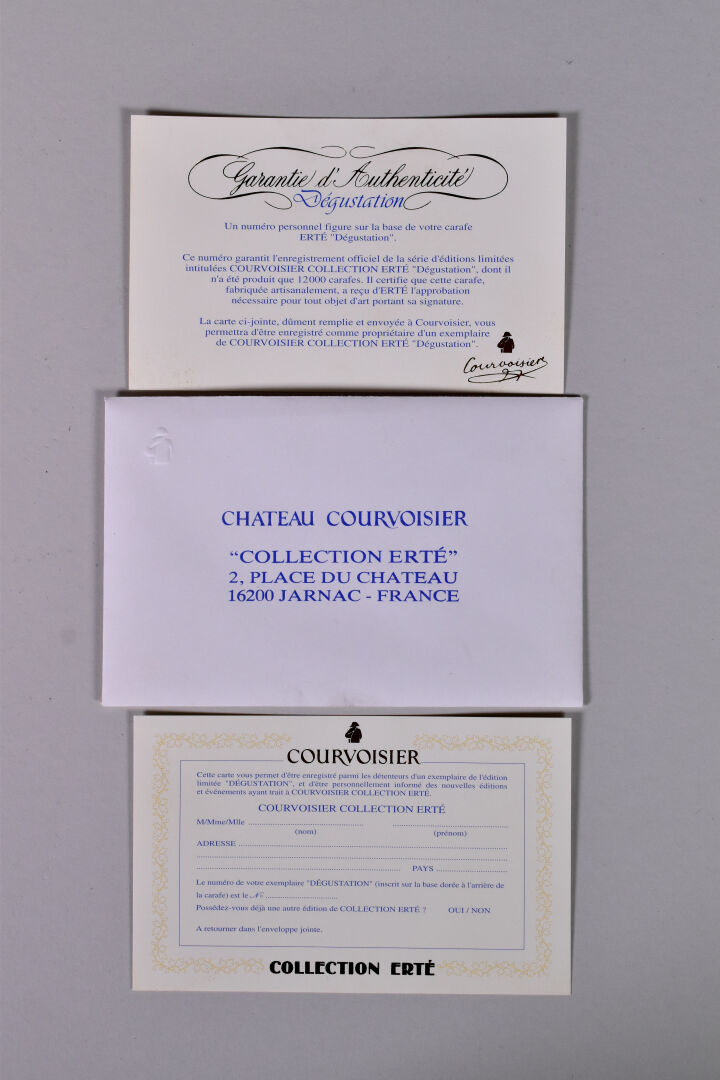 Garantie d'Authenticité
Dégustation
Un numéro personnel figure sur la base de votre carafe
ERTÉ "Dégustation".
Ce numéro garantit l'enregistrement officiel de la série d'éditions limitées
intitulées COURVOISIER COLLECTION ERTÉ "Dégustation", dont il
n'a été produit que 12000 carafes. Il certifie que cette carafe,
fabriquée artisanalement, a reçu d'ERTÉ l'approbation
nécessaire pour tout objet d'art portant sa signature.
La carte ci-jointe, dûment remplie et envoyée à Courvoisier, vous
permettra d'être enregistré comme propriétaire d'un exemplaire
de COURVOISIER COLLECTION ERTÉ "Dégustation".
Courvoisier
CHATEAU COURVOISIER
“COLLECTION ERTÉ”
2, PLACE DU CHATEAU
16200 JARNAC - FRANCE
COURVOISIER
Cette carte vous permet d'être enregistré parmi les détenteurs d'un exemplaire de l'édition
limitée "DÉGUSTATION", et d'être personnellement informé des nouvelles éditions
et événements ayant trait à COURVOISIER COLLECTION ERTÉ.
COURVOISIER COLLECTION ERTÉ
M/Mme/Mlle
(nom) (prénom)
ADRESSE
PAYS
Le numéro de votre exemplaire "DÉGUSTATION" (inscrit sur la base dorée à l'arrière de
la carafe) est le No
Possédez-vous déjà une autre édition de COLLECTION ERTÉ ? OUI / NON
A retourner dans l'enveloppe jointe.
COLLECTION ERTÉ